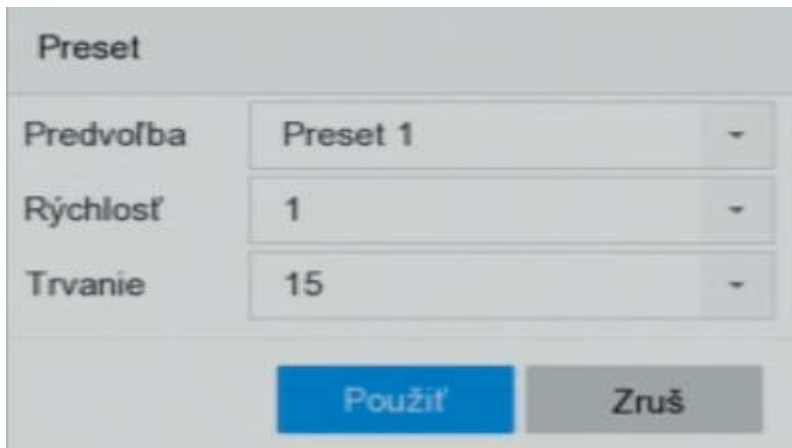 Preset
Predvoľba Preset 1
Rýchlosť 1
Trvanie 15
Použiť Zruš